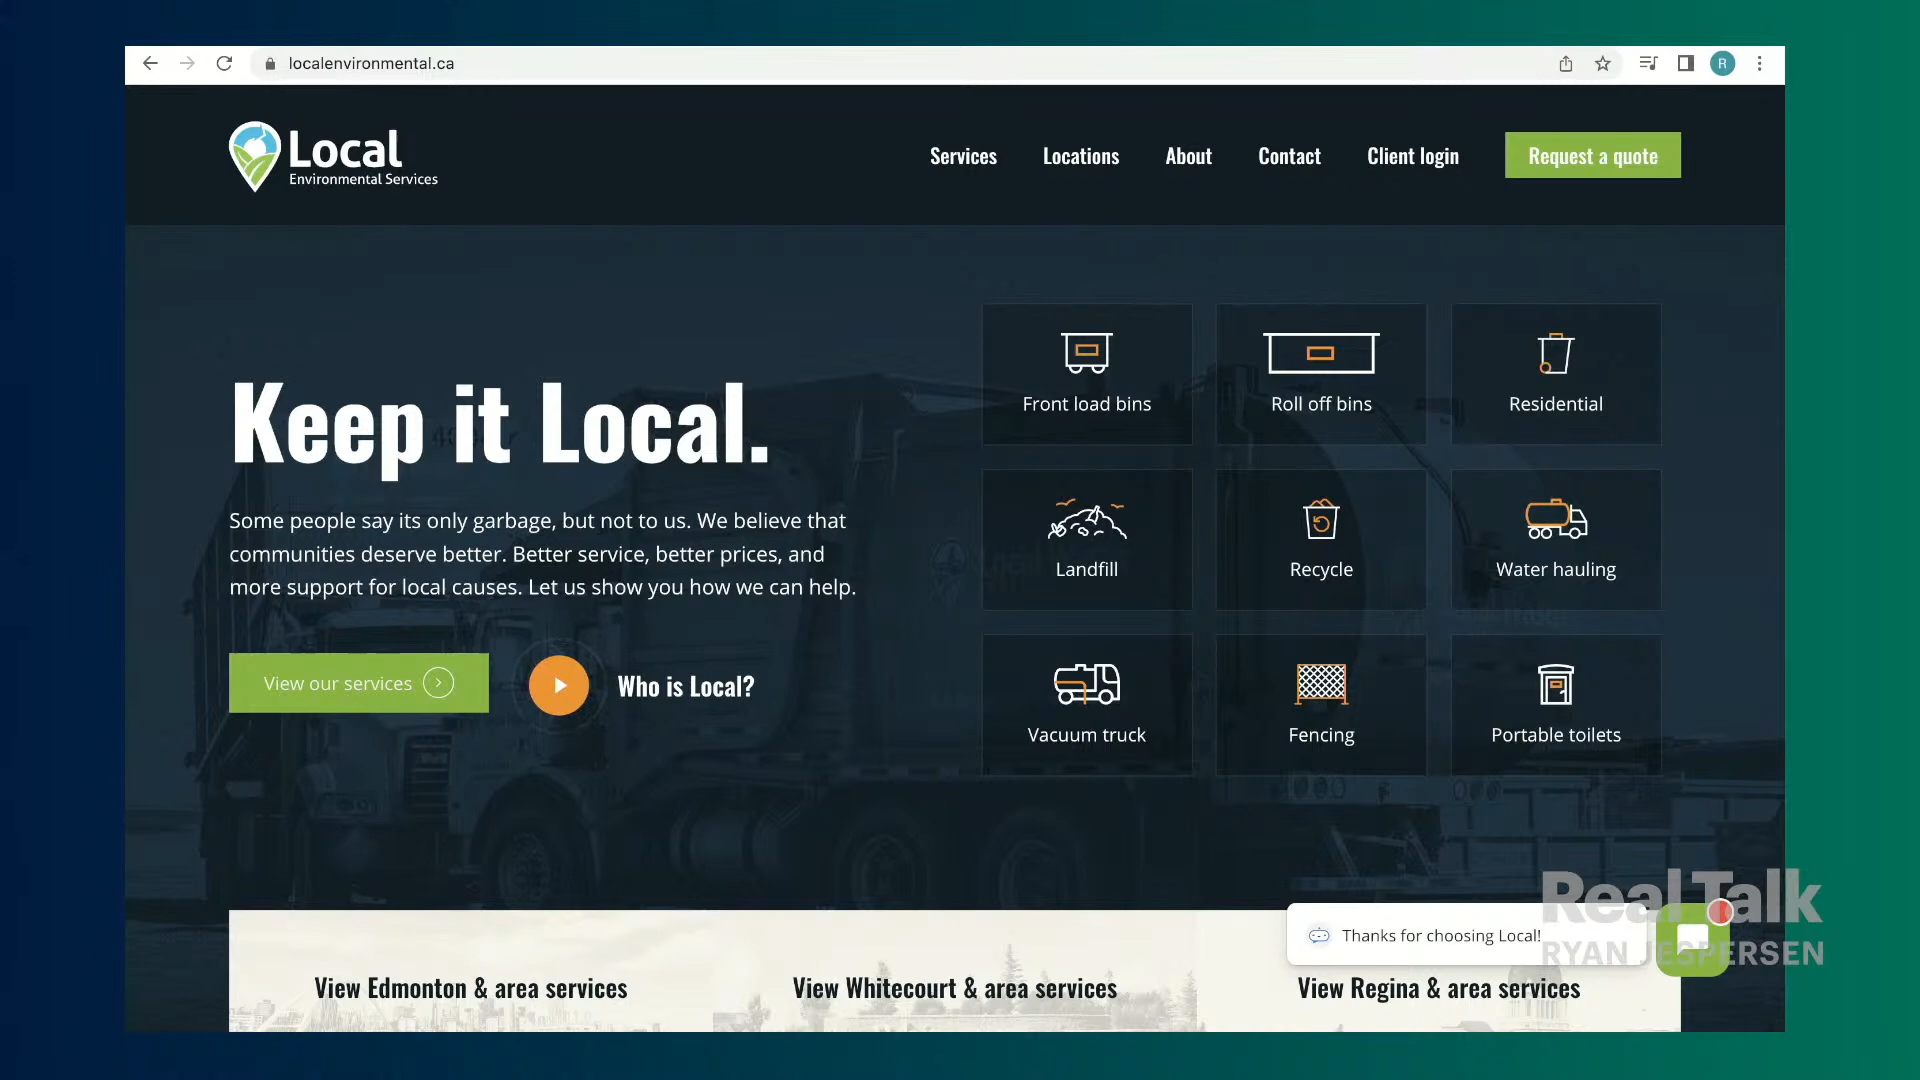 localenvironmental.ca
R
Local
Environmental Services
Services
Locations
About
Contact
Client login
Request a quote
Keep it Local.
Some people say its only garbage, but not to us. We believe that
communities deserve better. Better service, better prices, and
more support for local causes. Let us show you how we can help.
View our services
Who is Local?
Front load bins
Roll off bins
Residential
Landfill
Recycle
Water hauling
Vacuum truck
Fencing
Portable toilets
Thanks for choosing Local!
Real Talk
RYAN JESPERSEN
View Edmonton & area services
View Whitecourt & area services
View Regina & area services